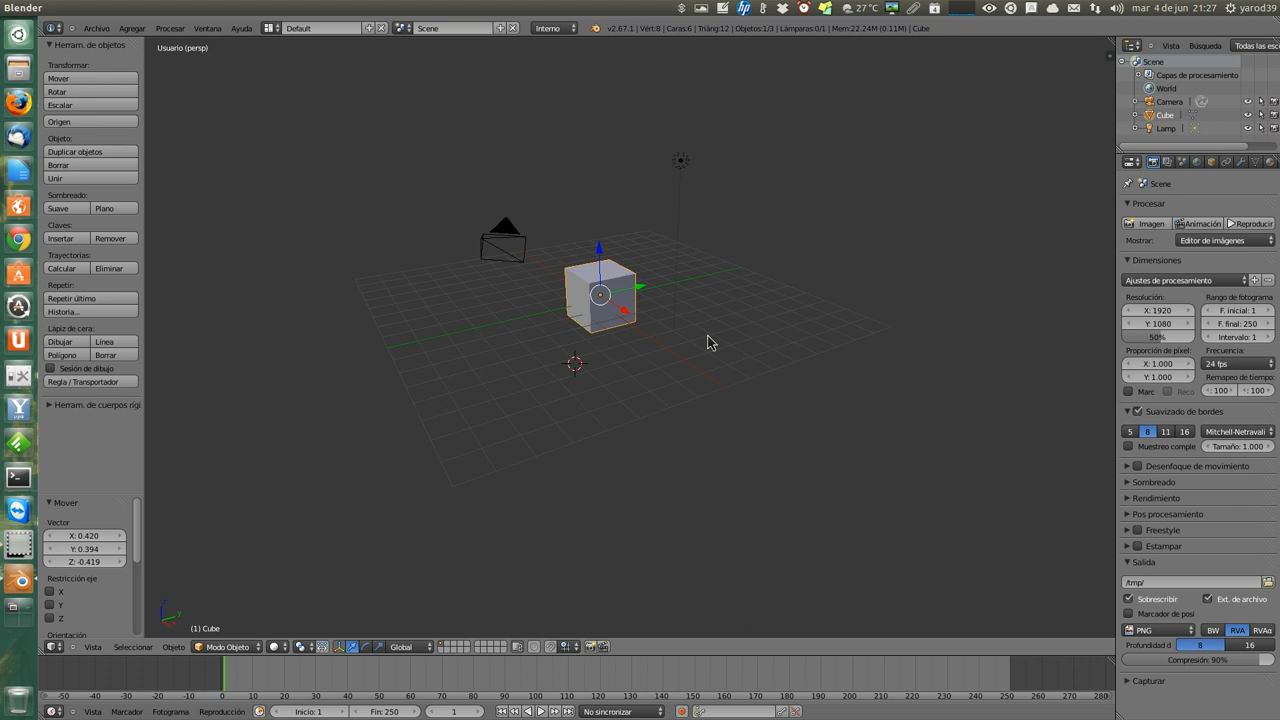 Blender
27°C
4
mar 4 de jun 21:27
yarod39
Archivo Agregar Procesar Ventana Ayuda
Default
Scene
Interno
v2.67.1 | Vért:8 | Caras:6 | Triáng:12 | Objetos:1/3 | Lámparas:0/1 | Mem:22.24M (0.11M) | Cube
Herram. de objetos
Transformar:
Mover
Rotar
Escalar
Origen
Objeto:
Duplicar objetos
Borrar
Unir
Sombreado:
Suave Plano
Claves:
Insertar Remover
Trayectorias:
Calcular Eliminar
Repetir:
Repetir último
Historia...
Lápiz de cera:
Dibujar Línea
Polígono Borrar
Sesión de dibujo
Regla / Transportador
Herram. de cuerpos rígi
Mover
Vector
X: 0.420
Y: 0.394
Z: -0.419
Restricción eje
X
Y
Z
Orientación
Usuario (persp)
(1) Cube
Vista Seleccionar Objeto
Modo Objeto
Global
-50 -40 -30 -20 -10 0 10 20 30 40 50 60 70 80 90 100 110 120 130 140 150 160 170 180 190 200 210 220 230 240 250 260 270 280
Vista Marcador Fotograma Reproducción
Inicio: 1
Fin: 250
1
No sincronizar
Vista Búsqueda Todas las esc
Scene
Capas de procesamiento
World
Camera
Cube
Lamp
Scene
Procesar
Imagen Animación Reproducir
Mostrar: Editor de imágenes
Dimensiones
Ajustes de procesamiento
Resolución: Rango de fotograma
X: 1920 F. inicial: 1
Y: 1080 F. final: 250
50% Intervalo: 1
Proporción de píxel: Frecuencia:
X: 1.000 24 fps
Y: 1.000 Remapeo de tiempo:
Marc Reco : 100 : 100
Suavizado de bordes
5 8 11 16 Mitchell-Netravali
Muestreo comple Tamaño: 1.000
Desenfoque de movimiento
Sombreado
Rendimiento
Pos procesamiento
Freestyle
Estampar
Salida
/tmp/
Sobrescribir Ext. de archivo
Marcador de posi
PNG BW RVA RVAα
Profundidad d 8 16
Compresión: 90%
Capturar